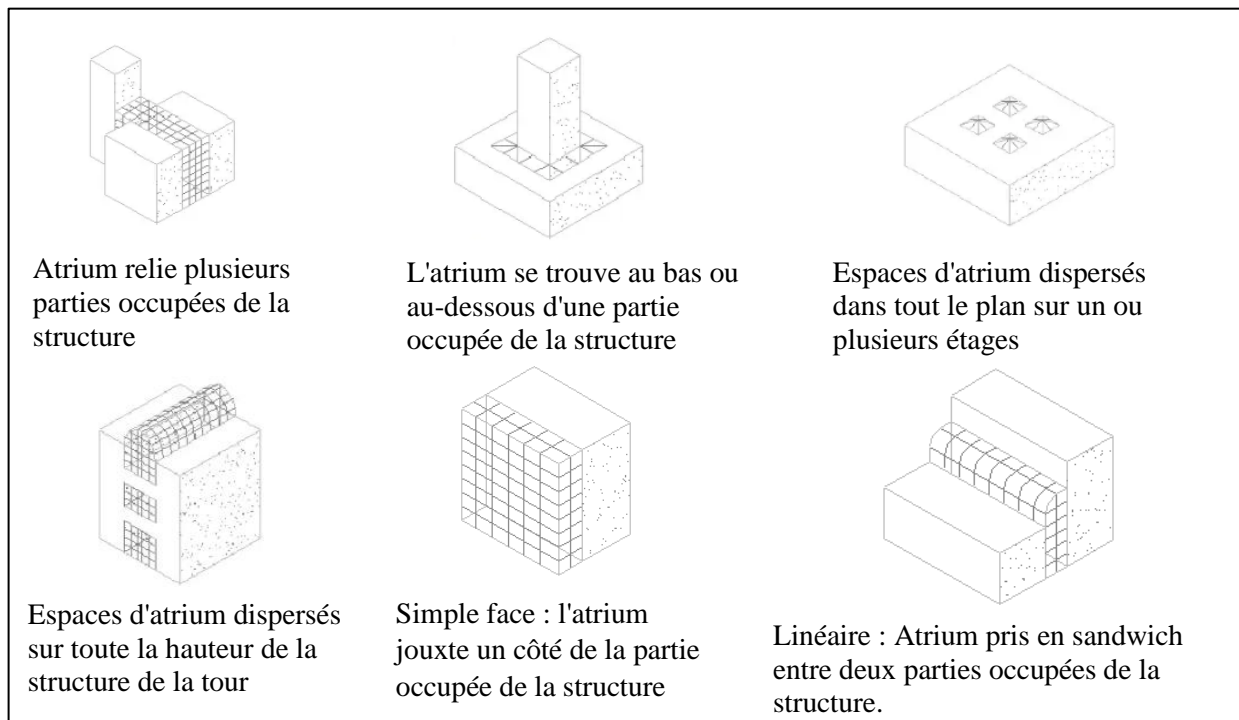 Atrium relie plusieurs
parties occupées de la
structure
L'atrium se trouve au bas ou
au-dessous d'une partie
occupée de la structure
Espaces d'atrium dispersés
dans tout le plan sur un ou
plusieurs étages
Espaces d'atrium dispersés
sur toute la hauteur de la
structure de la tour
Simple face : l'atrium
jouxte un côté de la partie
occupée de la structure
Linéaire : Atrium pris en sandwich
entre deux parties occupées de la
structure.